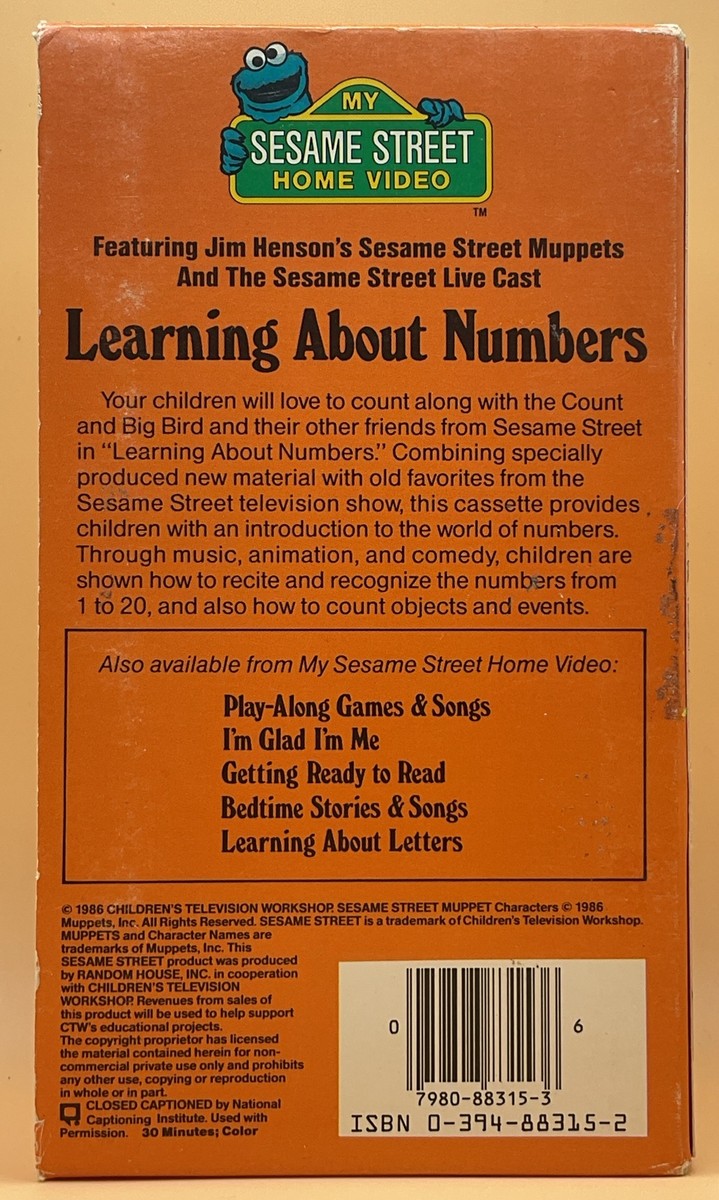 MY
SESAME STREET
HOME VIDEO
TM
Featuring Jim Henson's Sesame Street Muppets
And The Sesame Street Live Cast
Learning About Numbers
Your children will love to count along with the Count
and Big Bird and their other friends from Sesame Street
in “Learning About Numbers.” Combining specially
produced new material with old favorites from the
Sesame Street television show, this cassette provides
children with an introduction to the world of numbers.
Through music, animation, and comedy, children are
shown how to recite and recognize the numbers from
1 to 20, and also how to count objects and events.
Also available from My Sesame Street Home Video:
Play-Along Games & Songs
I'm Glad I'm Me
Getting Ready to Read
Bedtime Stories & Songs
Learning About Letters
© 1986 CHILDREN'S TELEVISION WORKSHOP. SESAME STREET MUPPET Characters © 1986
Muppets, Inc. All Rights Reserved. SESAME STREET is a trademark of Children's Television Workshop.
MUPPETS and Character Names are
trademarks of Muppets, Inc. This
SESAME STREET product was produced
by RANDOM HOUSE, INC. in cooperation
with CHILDREN'S TELEVISION
WORKSHOP. Revenues from sales of
this product will be used to help support
CTW's educational projects.
The copyright proprietor has licensed
the material contained herein for non-
commercial private use only and prohibits
any other use, copying or reproduction
in whole or in part.
CLOSED CAPTIONED by National
Captioning Institute. Used with
Permission. 30 Minutes; Color
0 6
7980-88315-3
ISBN 0-394-88315-2